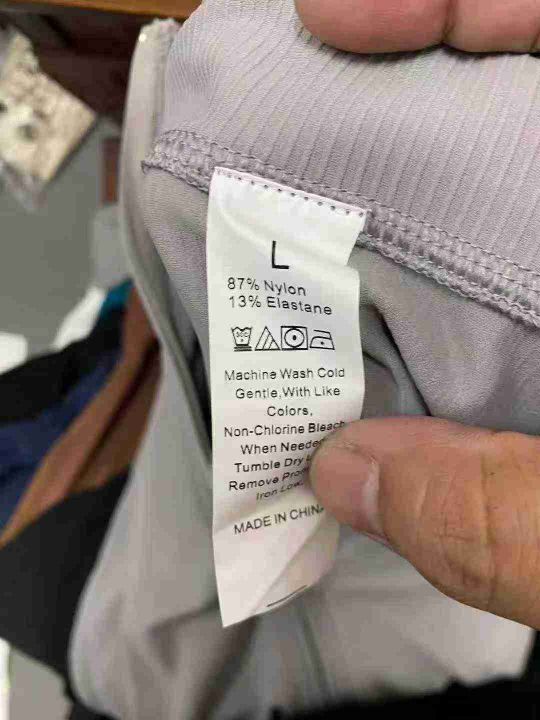 L
87% Nylon
13% Elastane
Machine Wash Cold
Gentle,With Like
Colors,
Non-Chlorine Bleach
When Needed
Tumble Dry
Remove
Iron Low,
MADE IN CHINA